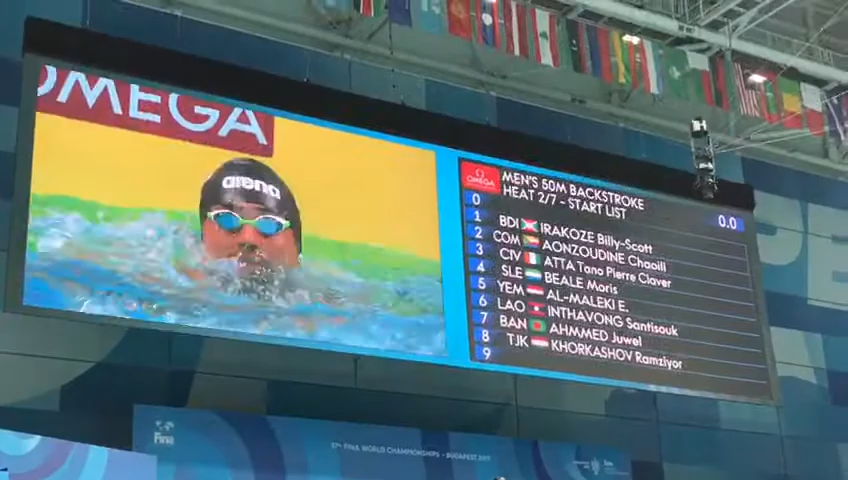 OMEGA
arena
OMEGA
MEN'S 50M BACKSTROKE
HEAT 2/7 - START LIST
0.0
0
1 BDI IRAKOZE Billy-Scott
2 COM AONZOUDINE Chaoili
3 CIV ATTA Tano Pierre Claver
4 SLE BEALE Moris
5 YEM AL-MALEKI E.
6 LAO INTHAVONG Santisouk
7 BAN AHMMED Juwel
8 TJK KHORKASHOV Ramziyor
9
fina
17th FINA WORLD CHAMPIONSHIPS - BUDAPEST 2017